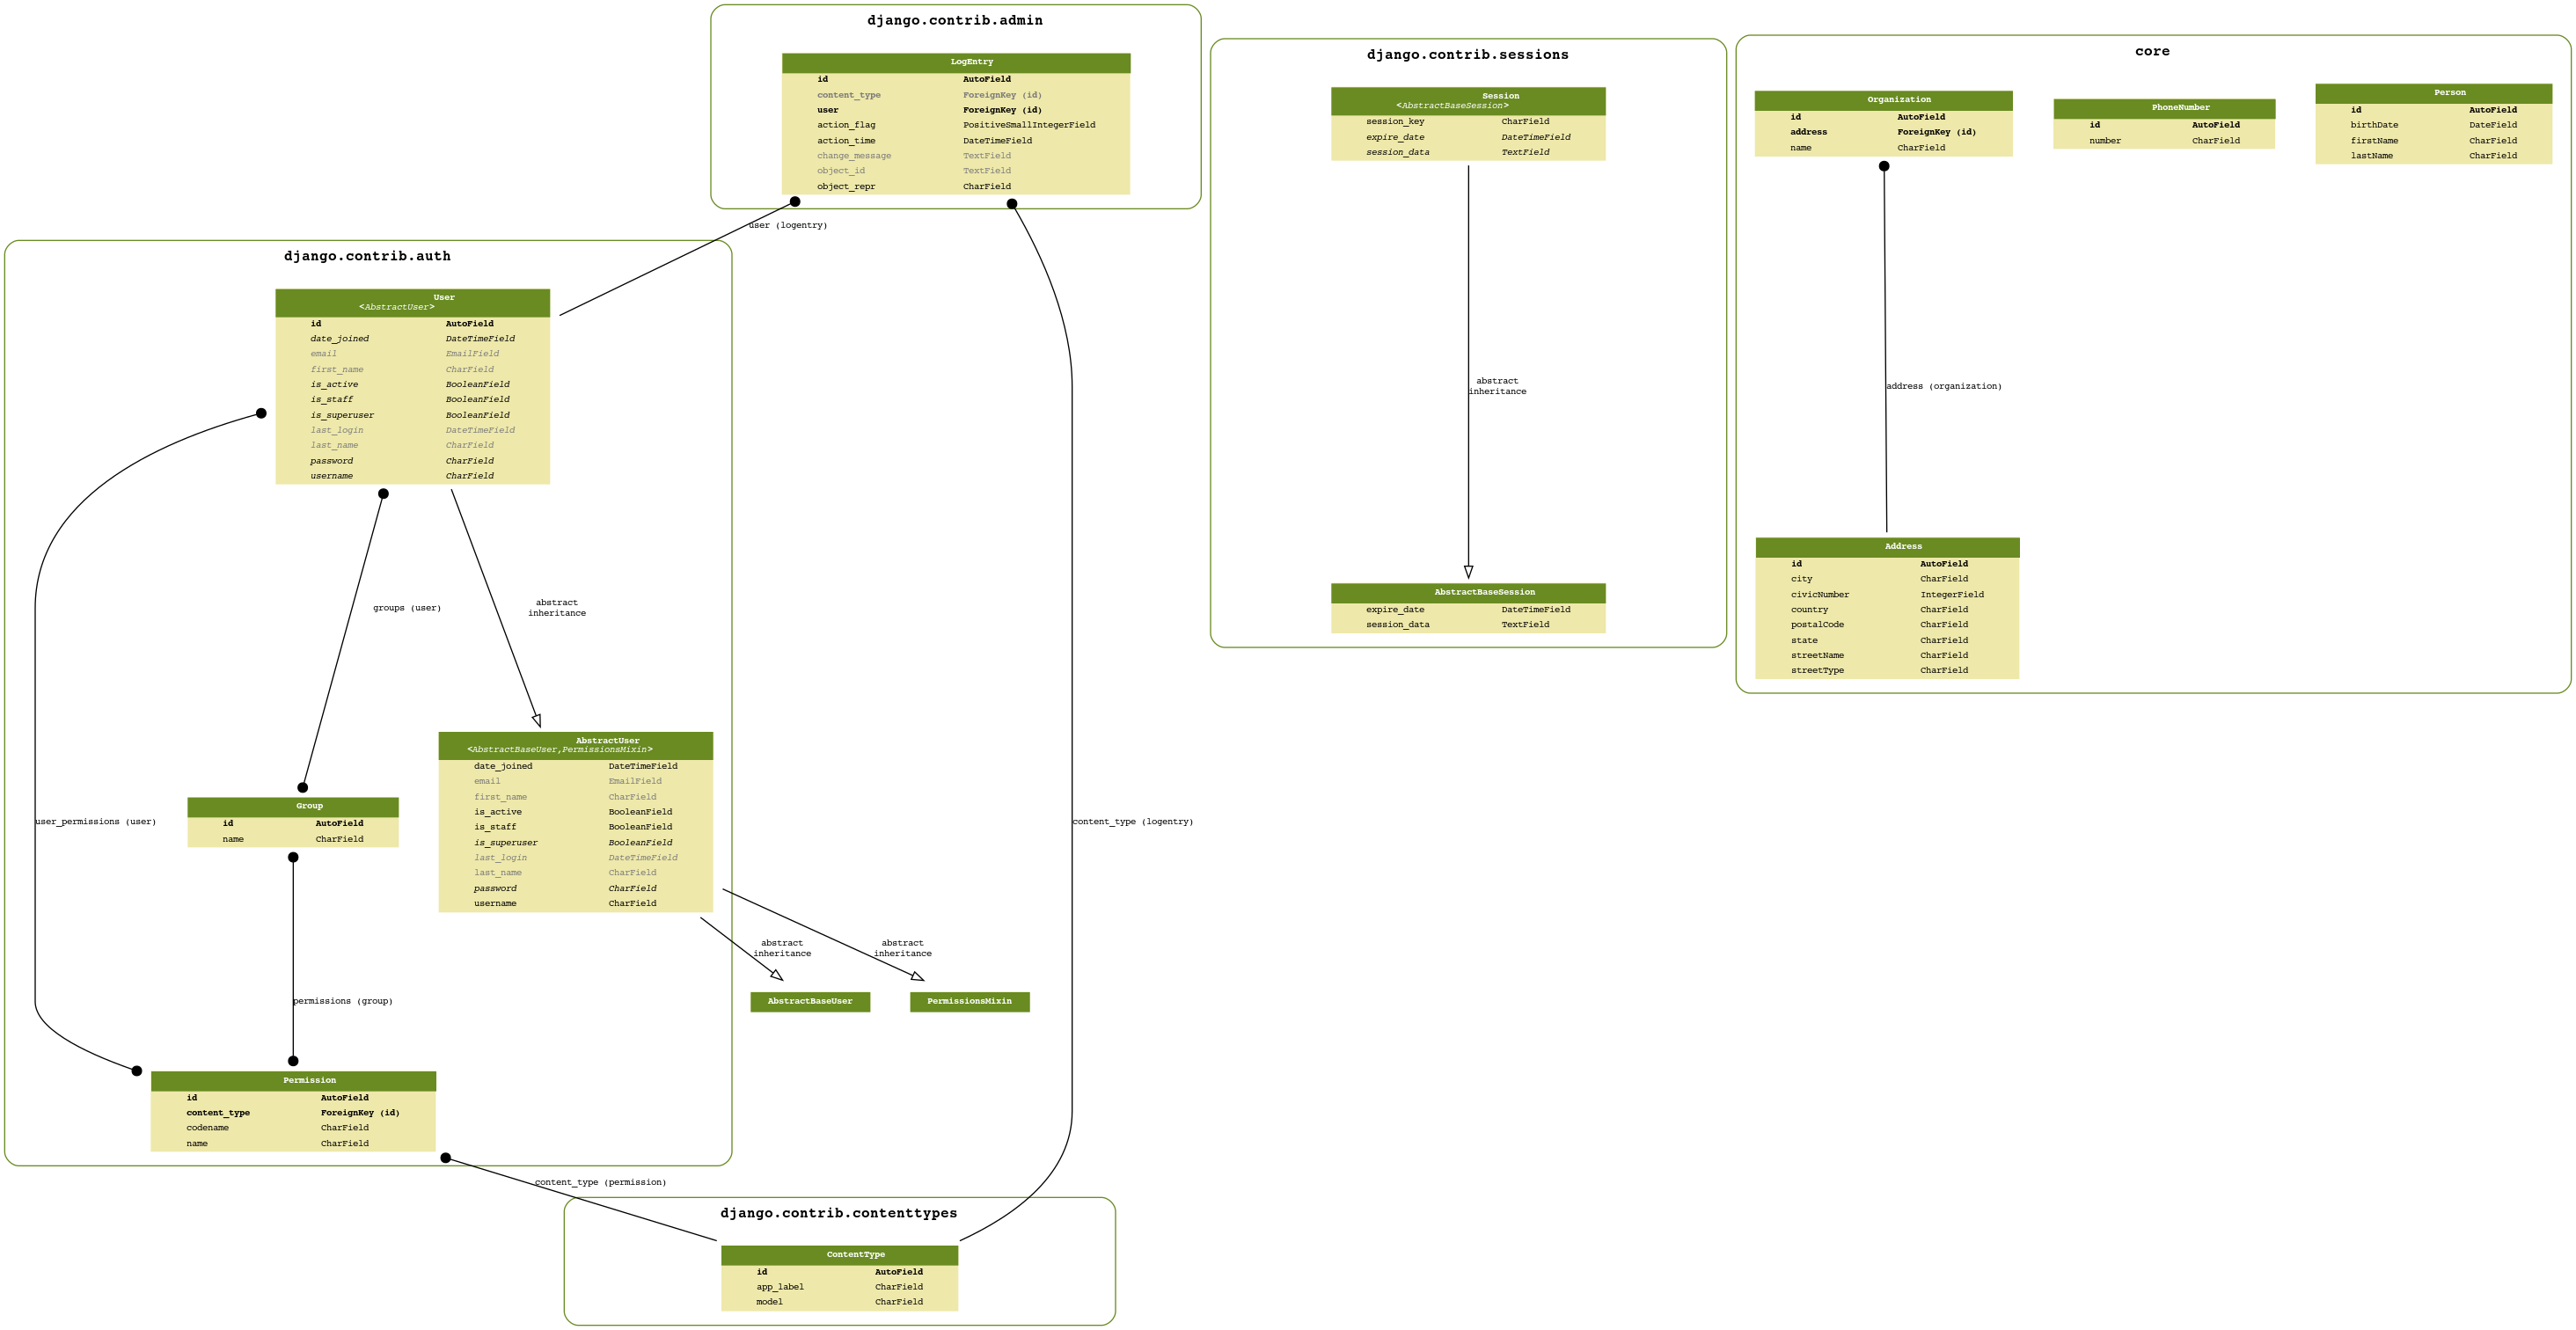 django.contrib.admin
LogEntry
id AutoField
content_type ForeignKey (id)
user ForeignKey (id)
action_flag PositiveSmallIntegerField
action_time DateTimeField
change_message TextField
object_id TextField
object_repr CharField
user (logentry)
django.contrib.sessions
Session
<AbstractBaseSession>
session_key CharField
expire_date DateTimeField
session_data TextField
abstract
inheritance
AbstractBaseSession
expire_date DateTimeField
session_data TextField
core
Organization
id AutoField
address ForeignKey (id)
name CharField
PhoneNumber
id AutoField
number CharField
Person
id AutoField
birthDate DateField
firstName CharField
lastName CharField
address (organization)
Address
id AutoField
city CharField
civicNumber IntegerField
country CharField
postalCode CharField
state CharField
streetName CharField
streetType CharField
django.contrib.auth
User
<AbstractUser>
id AutoField
date_joined DateTimeField
email EmailField
first_name CharField
is_active BooleanField
is_staff BooleanField
is_superuser BooleanField
last_login DateTimeField
last_name CharField
password CharField
username CharField
groups (user)
abstract
inheritance
AbstractUser
<AbstractBaseUser,PermissionsMixin>
date_joined DateTimeField
email EmailField
first_name CharField
is_active BooleanField
is_staff BooleanField
is_superuser BooleanField
last_login DateTimeField
last_name CharField
password CharField
username CharField
Group
id AutoField
name CharField
user_permissions (user)
content_type (logentry)
abstract
inheritance
abstract
inheritance
AbstractBaseUser
PermissionsMixin
permissions (group)
Permission
id AutoField
content_type ForeignKey (id)
codename CharField
name CharField
content_type (permission)
django.contrib.contenttypes
ContentType
id AutoField
app_label CharField
model CharField